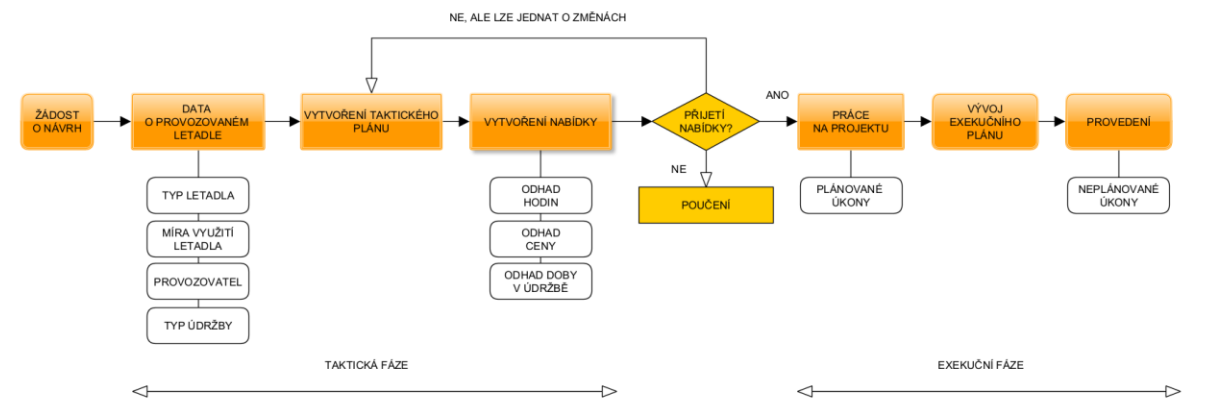 NE, ALE LZE JEDNAT O ZMĚNÁCH
ŽÁDOST
O NÁVRH
DATA
O PROVOZOVANÉM
LETADLE
VYTVOŘENÍ TAKTICKÉHO
PLÁNU
VYTVOŘENÍ NABÍDKY
PŘIJETÍ
NABÍDKY?
ANO
PRÁCE
NA PROJEKTU
VÝVOJ
EXEKUČNÍHO
PLÁNU
PROVEDENÍ
NE
POUČENÍ
TYP LETADLA
MÍRA VYUŽITÍ
LETADLA
PROVOZOVATEL
TYP ÚDRŽBY
ODHAD
HODIN
ODHAD
CENY
ODHAD DOBY
V ÚDRŽBĚ
PLÁNOVANÉ
ÚKONY
NEPLÁNOVANÉ
ÚKONY
TAKTICKÁ FÁZE
EXEKUČNÍ FÁZE